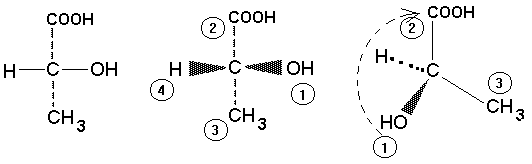 COOH
H C OH
CH3
② COOH
H C OH
④ ①
③ CH3
② COOH
H C
③ CH3
HO
①